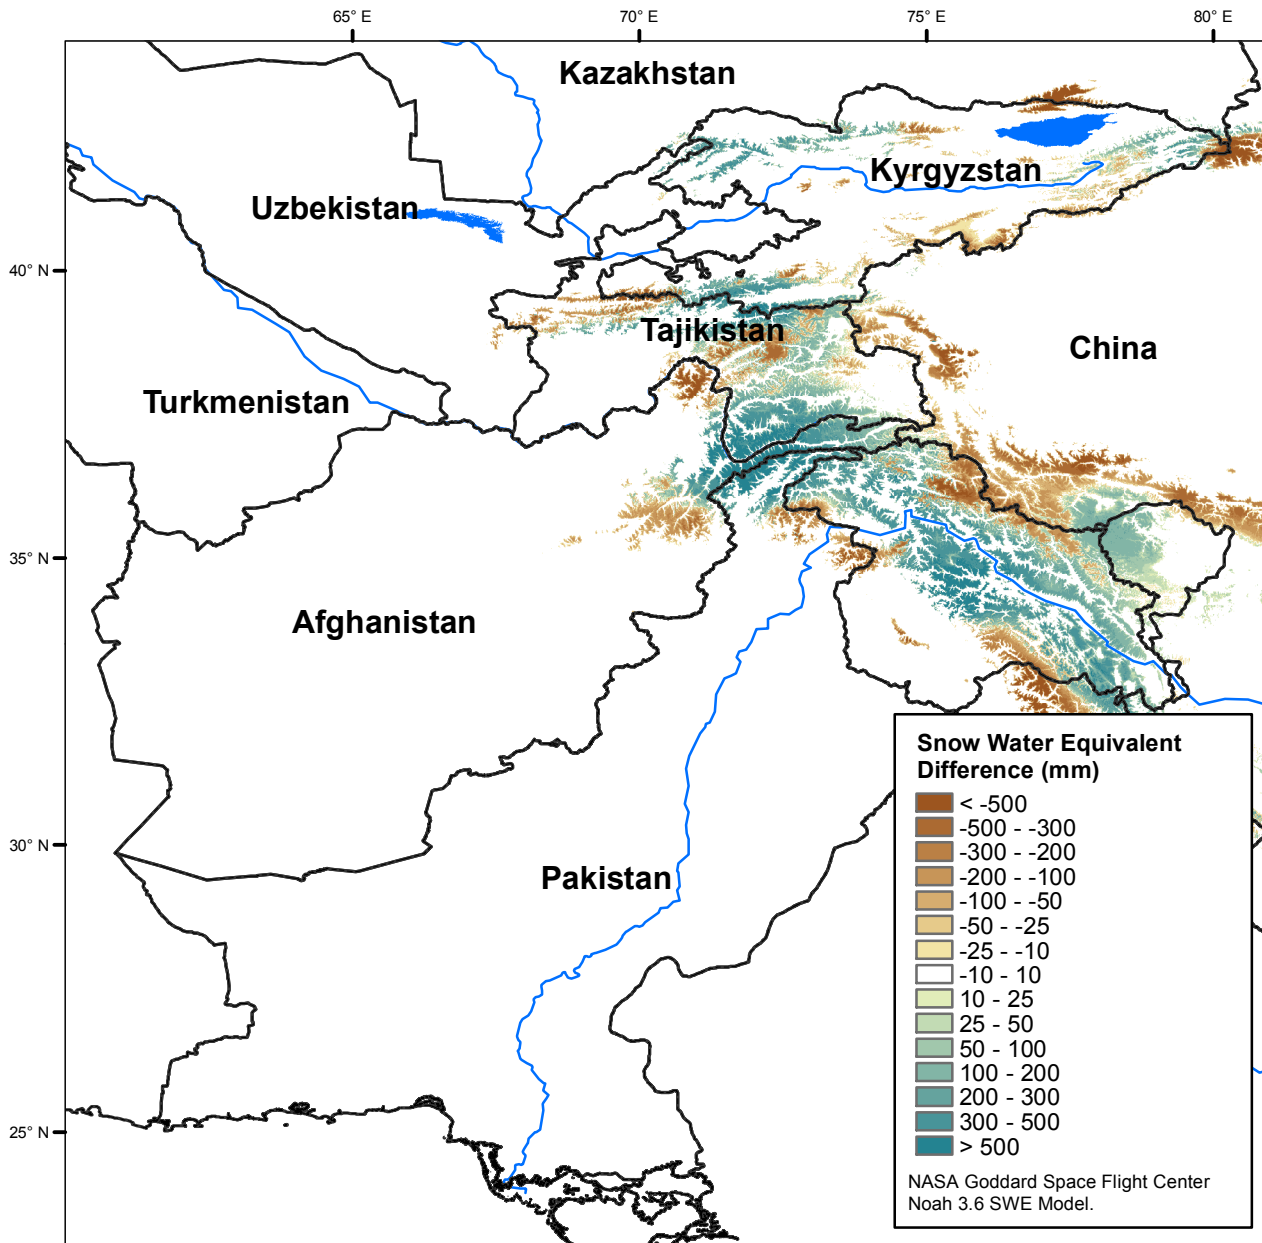 65° E
70° E
75° E
80° E
Kazakhstan
Kyrgyzstan
Uzbekistan
40° N
Tajikistan
China
Turkmenistan
35° N
Afghanistan
30° N
Pakistan
25° N
Snow Water Equivalent
Difference (mm)
< -500
-500 - -300
-300 - -200
-200 - -100
-100 - -50
-50 - -25
-25 - -10
-10 - 10
10 - 25
25 - 50
50 - 100
100 - 200
200 - 300
300 - 500
> 500
NASA Goddard Space Flight Center
Noah 3.6 SWE Model.